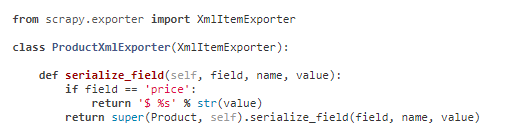 from scrapy.exporter import XmlItemExporter
class ProductXmlExporter(XmlItemExporter):
def serialize_field(self, field, name, value):
if field == 'price':
return '$ %s' % str(value)
return super(Product, self).serialize_field(field, name, value)